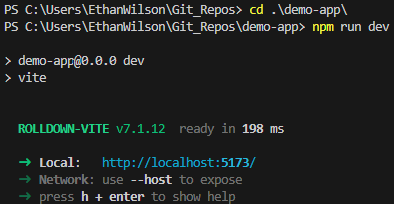 PS C:\Users\EthanWilson\Git_Repos> cd .\demo-app\
PS C:\Users\EthanWilson\Git_Repos\demo-app> npm run dev
> demo-app@0.0.0 dev
> vite
ROLLDOWN-VITE v7.1.12 ready in 198 ms
➜ Local: http://localhost:5173/
➜ Network: use --host to expose
➜ press h + enter to show help